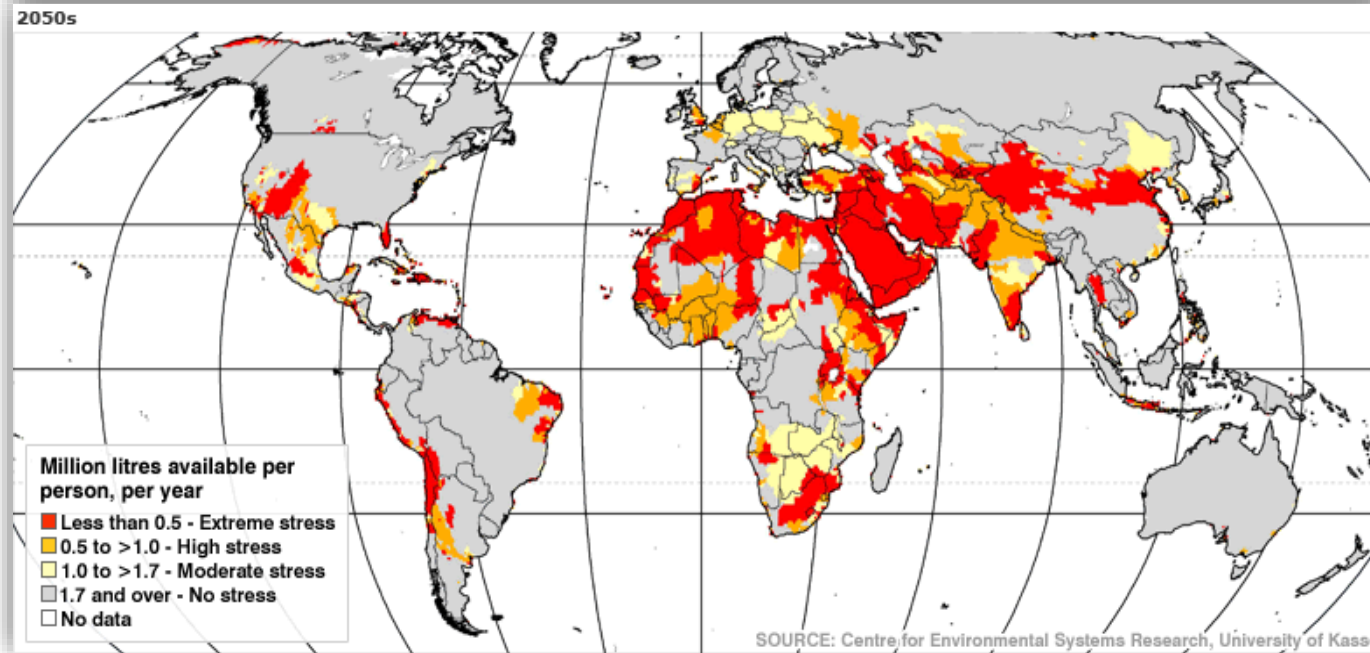 2050s
Million litres available per
person, per year
Less than 0.5 - Extreme stress
0.5 to >1.0 - High stress
1.0 to >1.7 - Moderate stress
1.7 and over - No stress
No data
SOURCE: Centre for Environmental Systems Research, University of Kass